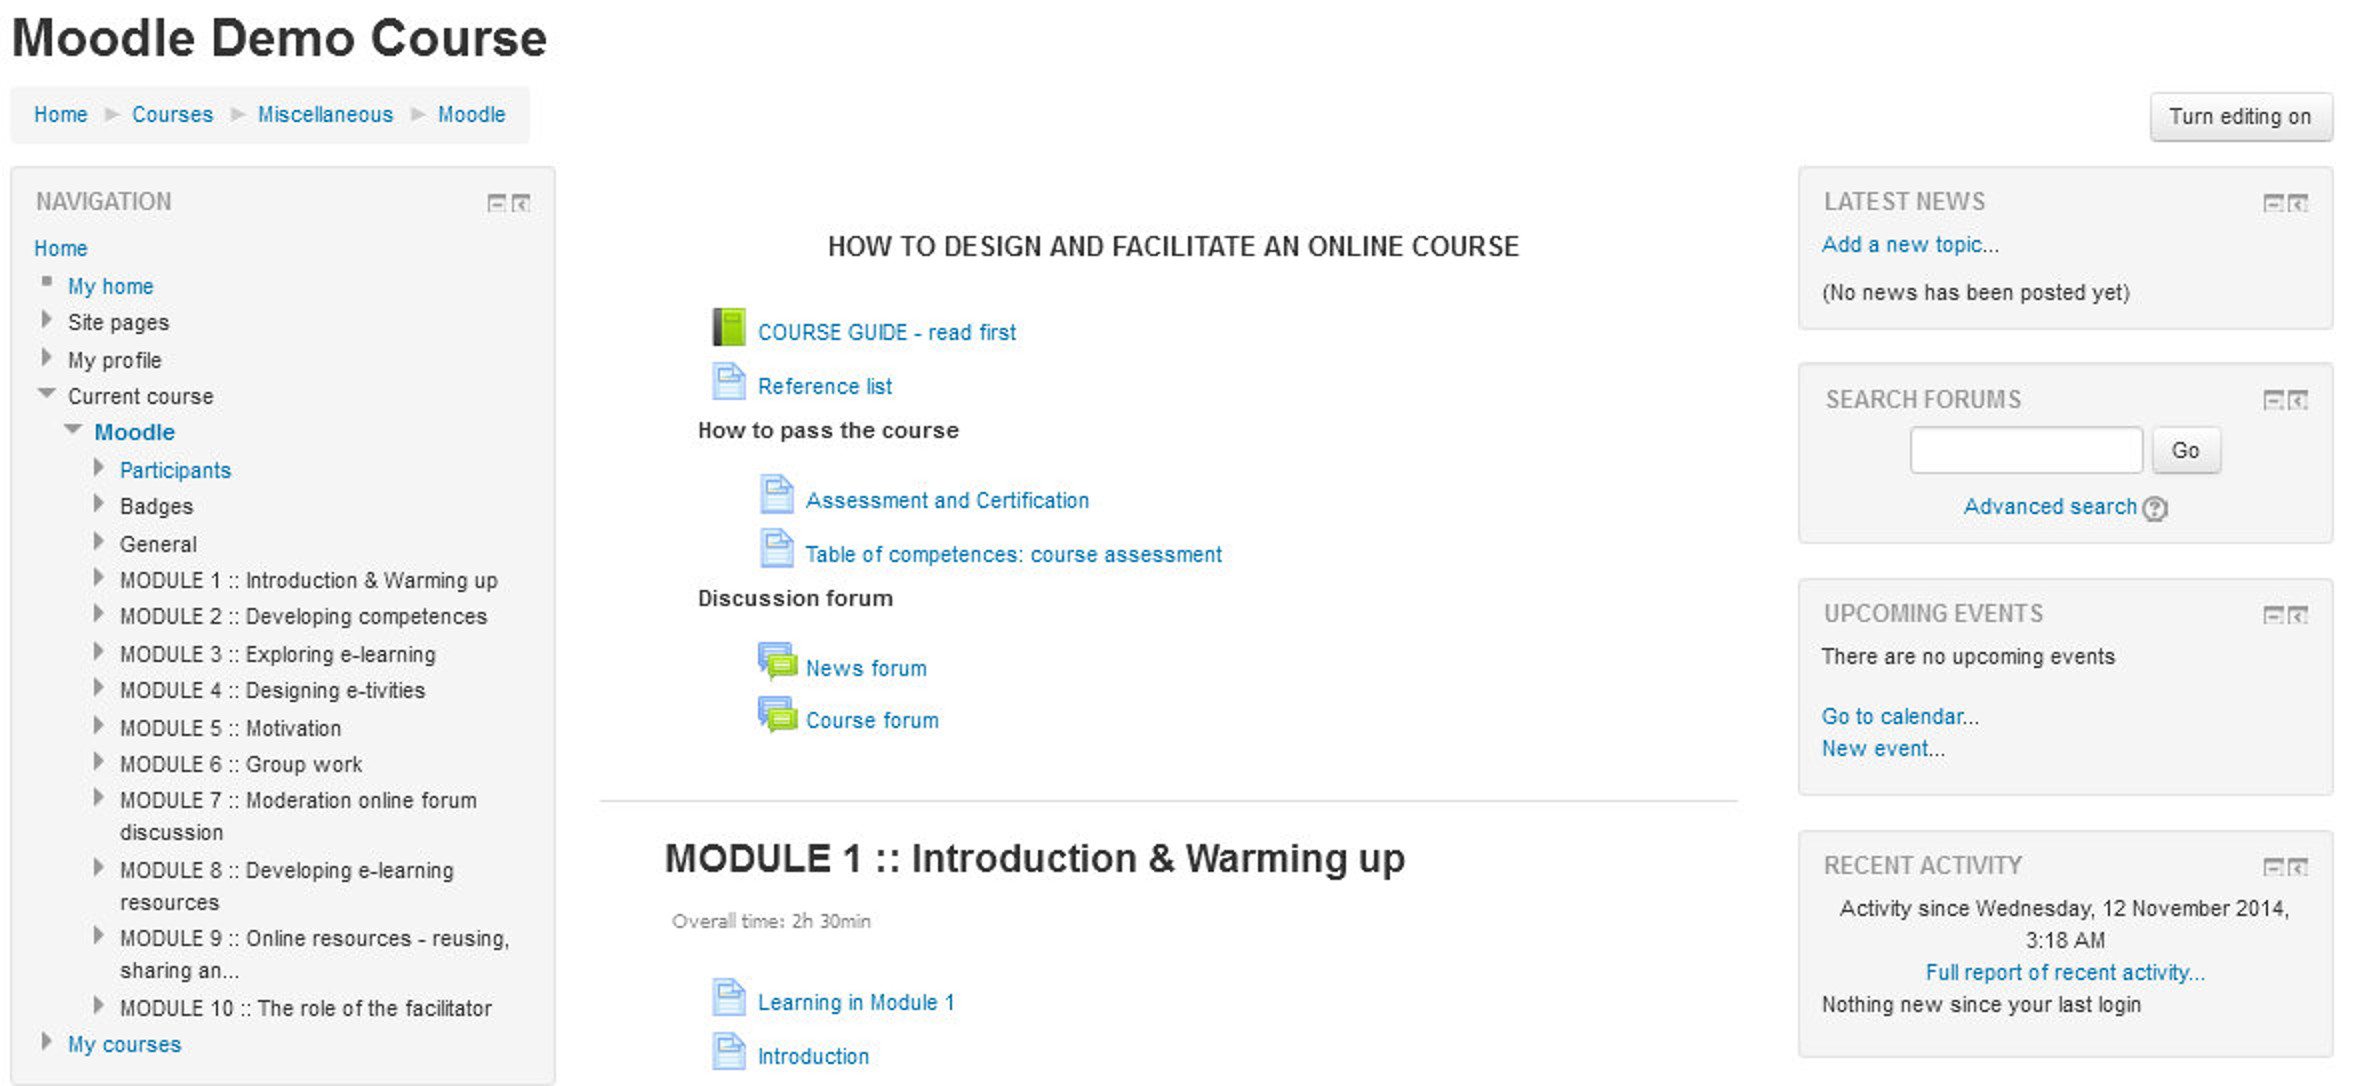 Moodle Demo Course
Home
Courses
Miscellaneous
Moodle
Turn editing on
NAVIGATION
Home
My home
Site pages
My profile
Current course
Moodle
Participants
Badges
General
MODULE 1 :: Introduction & Warming up
MODULE 2 :: Developing competences
MODULE 3 :: Exploring e-learning
MODULE 4 :: Designing e-tivities
MODULE 5 :: Motivation
MODULE 6 :: Group work
MODULE 7 :: Moderation online forum
discussion
MODULE 8 :: Developing e-learning
resources
MODULE 9 :: Online resources - reusing,
sharing an...
MODULE 10 :: The role of the facilitator
My courses
HOW TO DESIGN AND FACILITATE AN ONLINE COURSE
COURSE GUIDE - read first
Reference list
How to pass the course
Assessment and Certification
Table of competences: course assessment
Discussion forum
News forum
Course forum
MODULE 1 :: Introduction & Warming up
Overall time: 2h 30min
Learning in Module 1
Introduction
LATEST NEWS
Add a new topic...
(No news has been posted yet)
SEARCH FORUMS
Go
Advanced search ?
UPCOMING EVENTS
There are no upcoming events
Go to calendar...
New event...
RECENT ACTIVITY
Activity since Wednesday, 12 November 2014,
3:18 AM
Full report of recent activity...
Nothing new since your last login